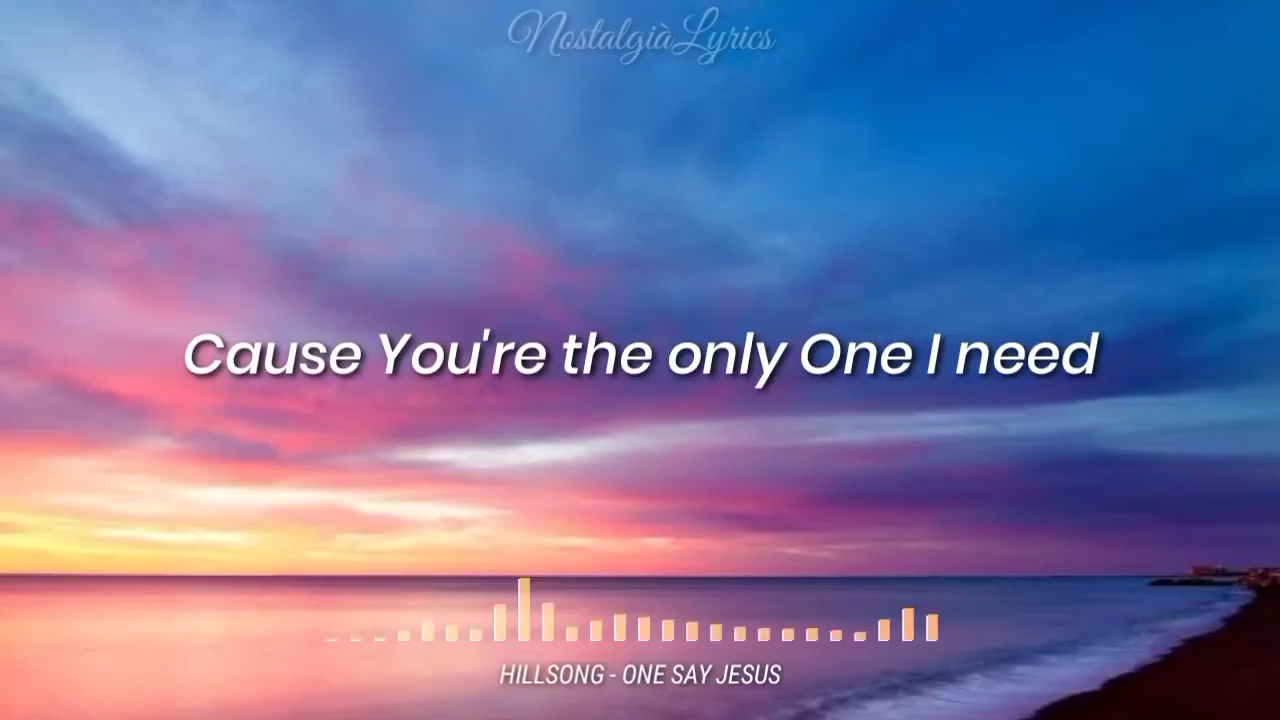 NostalgiàLyrics
Cause You're the only One I need
HILLSONG - ONE SAY JESUS